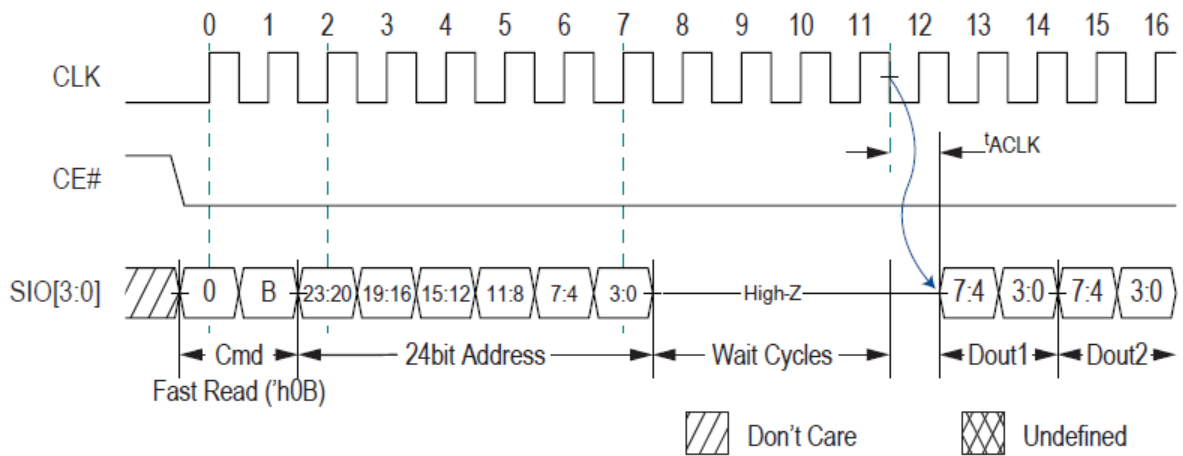 0 1 2 3 4 5 6 7 8 9 10 11 12 13 14 15 16
CLK
tACLK
CE#
SIO[3:0] 0 B 23:20 19:16 15:12 11:8 7:4 3:0 High-Z 7:4 3:0 7:4 3:0
Cmd 24bit Address Wait Cycles Dout1 Dout2
Fast Read ('h0B)
Don't Care Undefined